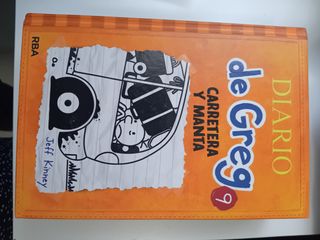 DIARIO
de Greg
9
CARRETERA
Y MANTA
Jeff Kinney
RBA